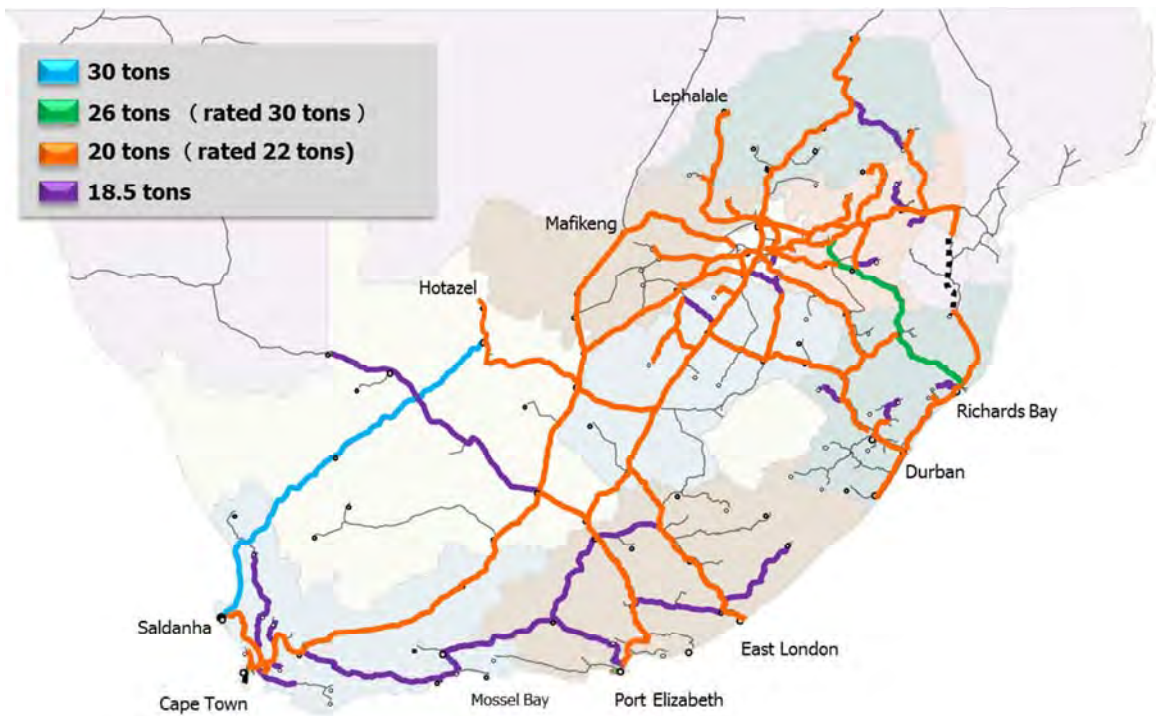 30 tons
26 tons （ rated 30 tons ）
20 tons （ rated 22 tons)
18.5 tons
Lephalale
Mafikeng
Hotazel
Richards Bay
Durban
Saldanha
East London
Cape Town
Mossel Bay
Port Elizabeth